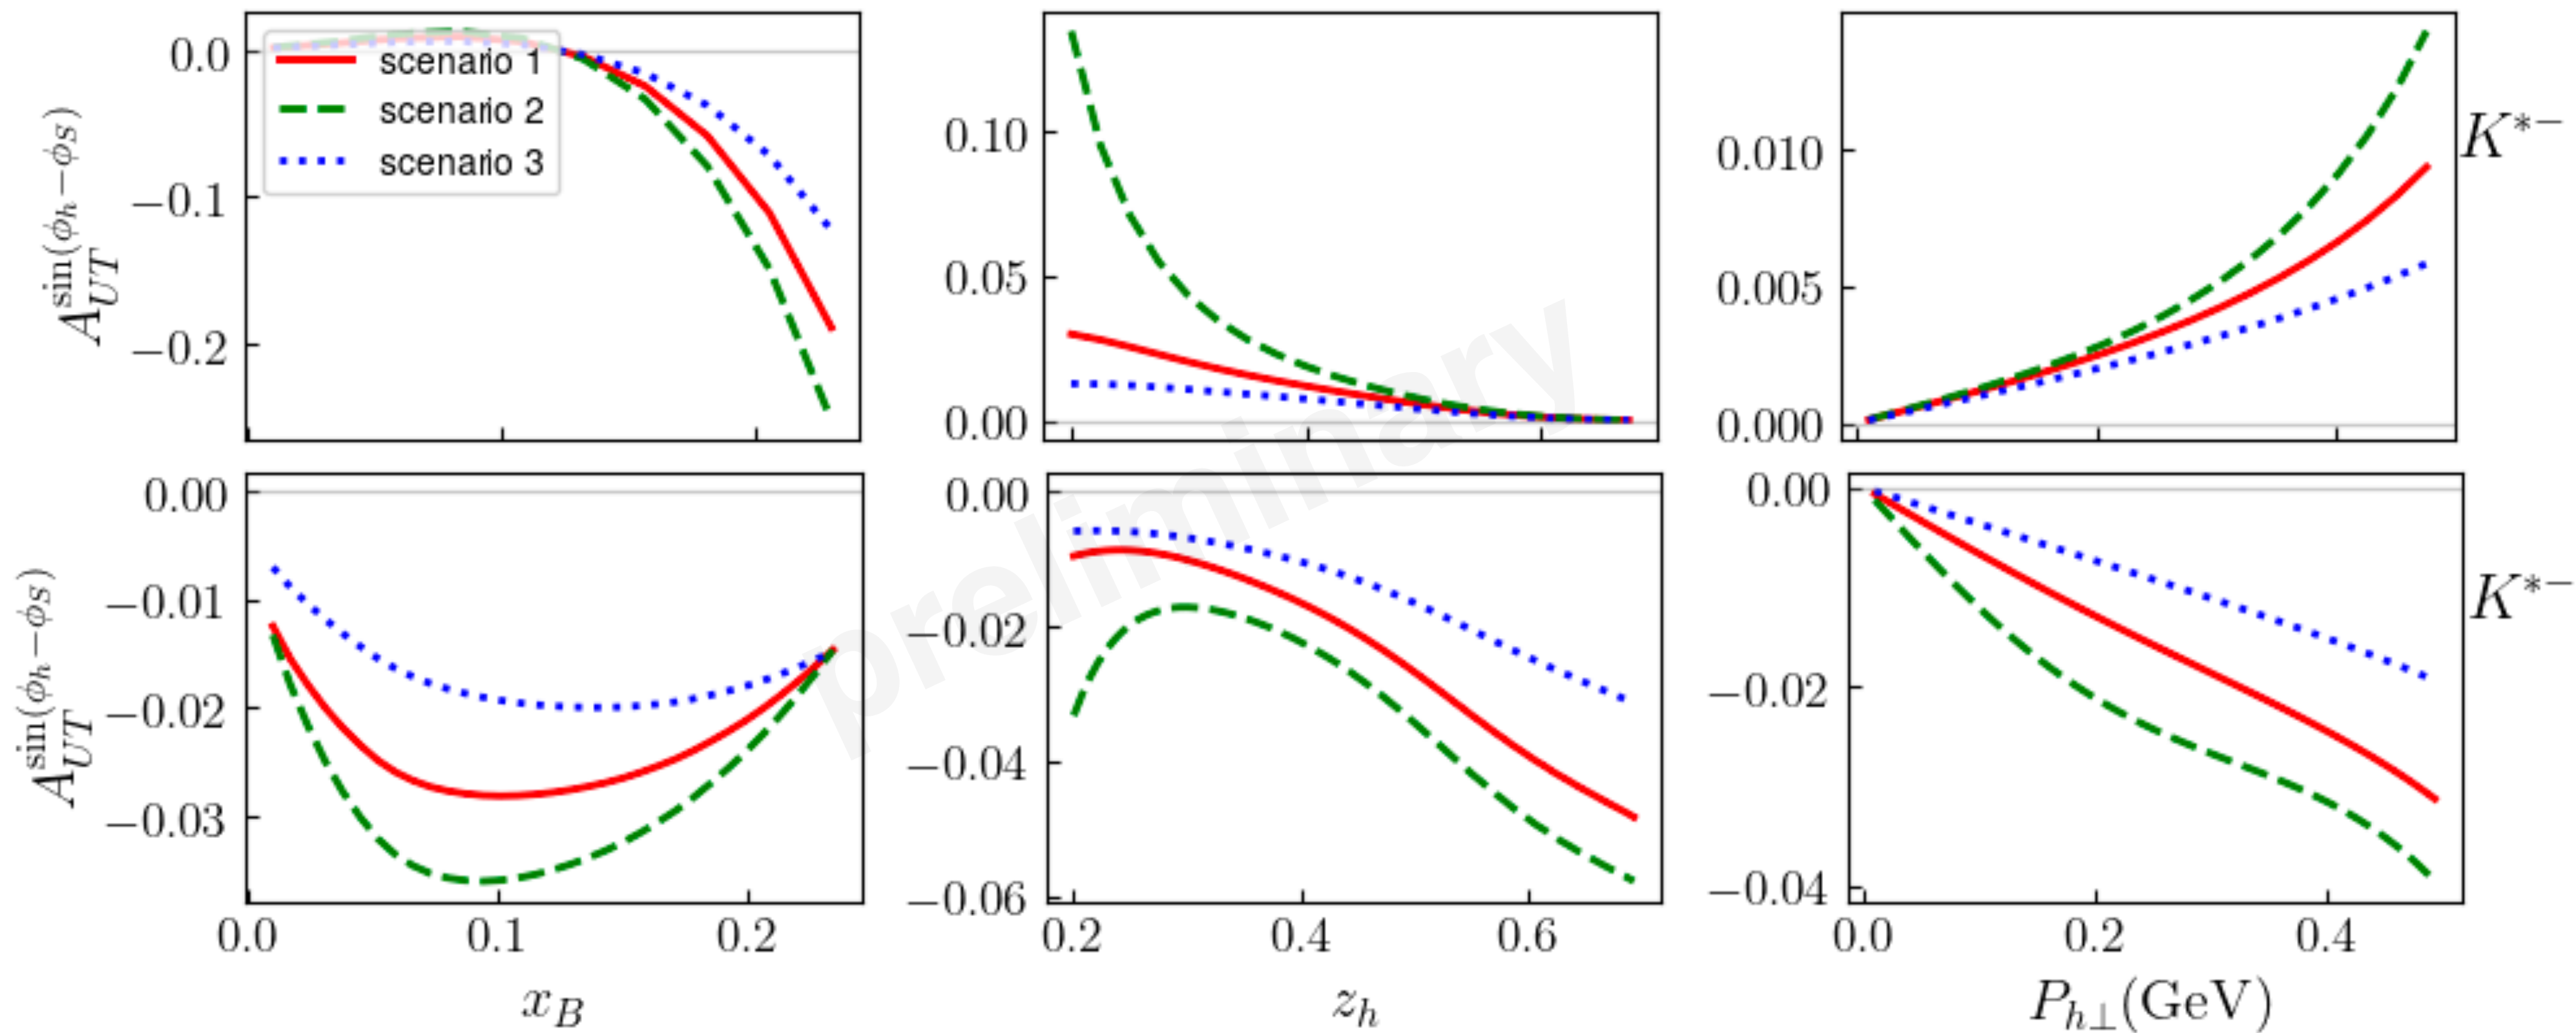 scenario 1
scenario 2
scenario 3
0.0
−0.1
−0.2
A_{UT}^{sin(ϕ_h−ϕ_S)}
0.10
0.05
0.00
0.010
0.005
0.000
K^{*−}
preliminary
0.00
−0.01
−0.02
−0.03
A_{UT}^{sin(ϕ_h−ϕ_S)}
0.0 0.1 0.2
x_B
0.00
−0.02
−0.04
−0.06
0.2 0.4 0.6
z_h
0.00
−0.02
−0.04
0.0 0.2 0.4
P_{h⊥}(GeV)
K^{*−}